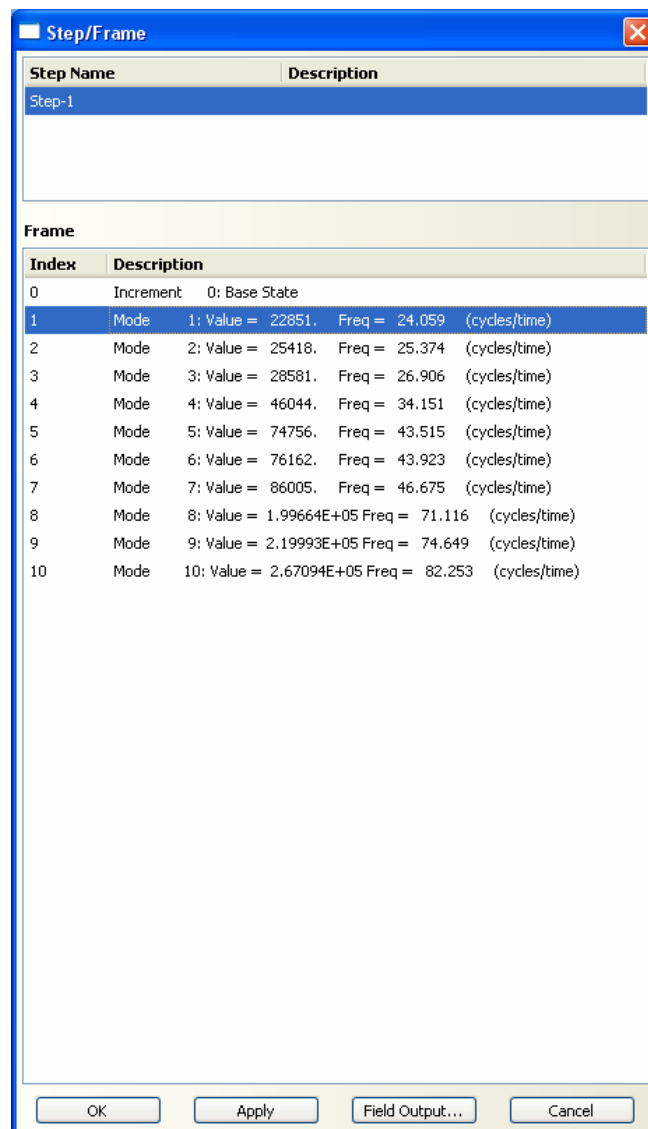 Step/Frame
Step Name Description
Step-1
Frame
Index Description
0 Increment 0: Base State
1 Mode 1: Value = 22851. Freq = 24.059 (cycles/time)
2 Mode 2: Value = 25418. Freq = 25.374 (cycles/time)
3 Mode 3: Value = 28581. Freq = 26.906 (cycles/time)
4 Mode 4: Value = 46044. Freq = 34.151 (cycles/time)
5 Mode 5: Value = 74756. Freq = 43.515 (cycles/time)
6 Mode 6: Value = 76162. Freq = 43.923 (cycles/time)
7 Mode 7: Value = 86005. Freq = 46.675 (cycles/time)
8 Mode 8: Value = 1.99664E+05 Freq = 71.116 (cycles/time)
9 Mode 9: Value = 2.19993E+05 Freq = 74.649 (cycles/time)
10 Mode 10: Value = 2.67094E+05 Freq = 82.253 (cycles/time)
OK Apply Field Output... Cancel